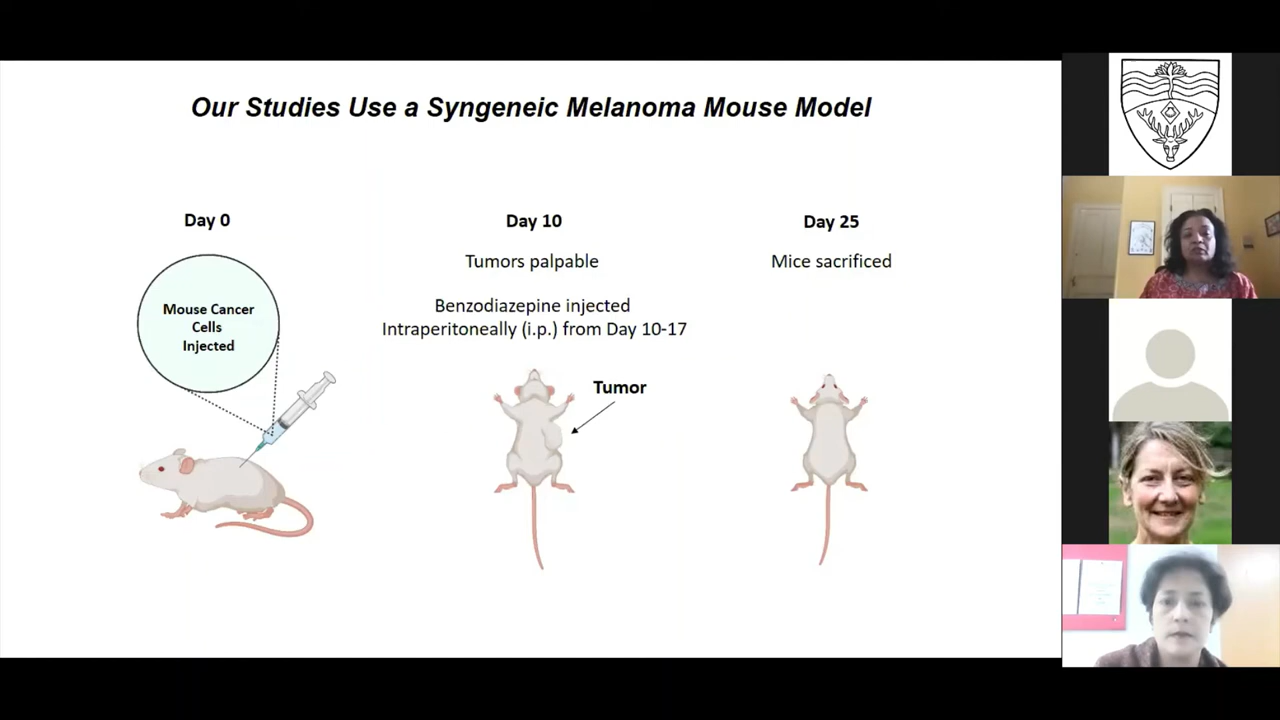 Our Studies Use a Syngeneic Melanoma Mouse Model
Day 0
Mouse Cancer
Cells
Injected
Day 10
Tumors palpable
Benzodiazepine injected
Intraperitoneally (i.p.) from Day 10-17
Tumor
Day 25
Mice sacrificed